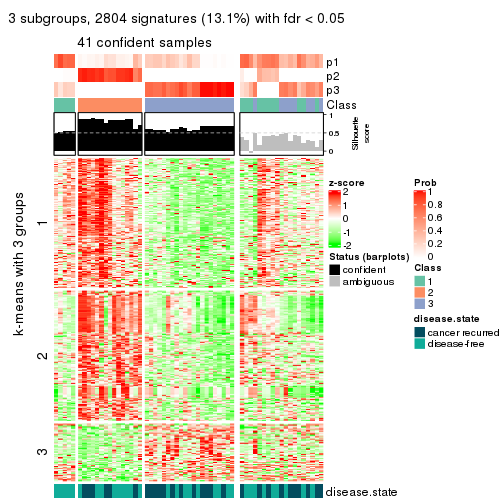 3 subgroups, 2804 signatures (13.1%) with fdr < 0.05
41 confident samples
p1
p2
p3
Class
1
0.5
0
Silhouette
score
k-means with 3 groups
1
2
3
disease.state
z-score
2
1
0
-1
-2
Status (barplots)
confident
ambiguous
Prob
1
0.8
0.6
0.4
0.2
0
Class
1
2
3
disease.state
cancer recurred
disease-free